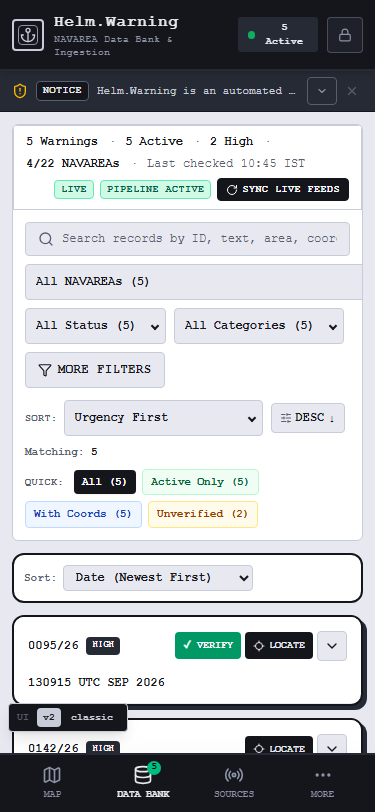 Helm.Warning
NAVAREA Data Bank &
Ingestion
5
Active
NOTICE Helm.Warning is an automated …
5 Warnings · 5 Active · 2 High ·
4/22 NAVAREAs · Last checked 10:45 IST
LIVE PIPELINE ACTIVE SYNC LIVE FEEDS
Search records by ID, text, area, coor
All NAVAREAs (5)
All Status (5) All Categories (5)
MORE FILTERS
SORT: Urgency First DESC ↓
Matching: 5
QUICK: All (5) Active Only (5)
With Coords (5) Unverified (2)
Sort: Date (Newest First)
0095/26 HIGH ✓ VERIFY LOCATE
130915 UTC SEP 2026
UI v2 classic
0142/26 HIGH LOCATE
5
MAP DATA BANK SOURCES MORE